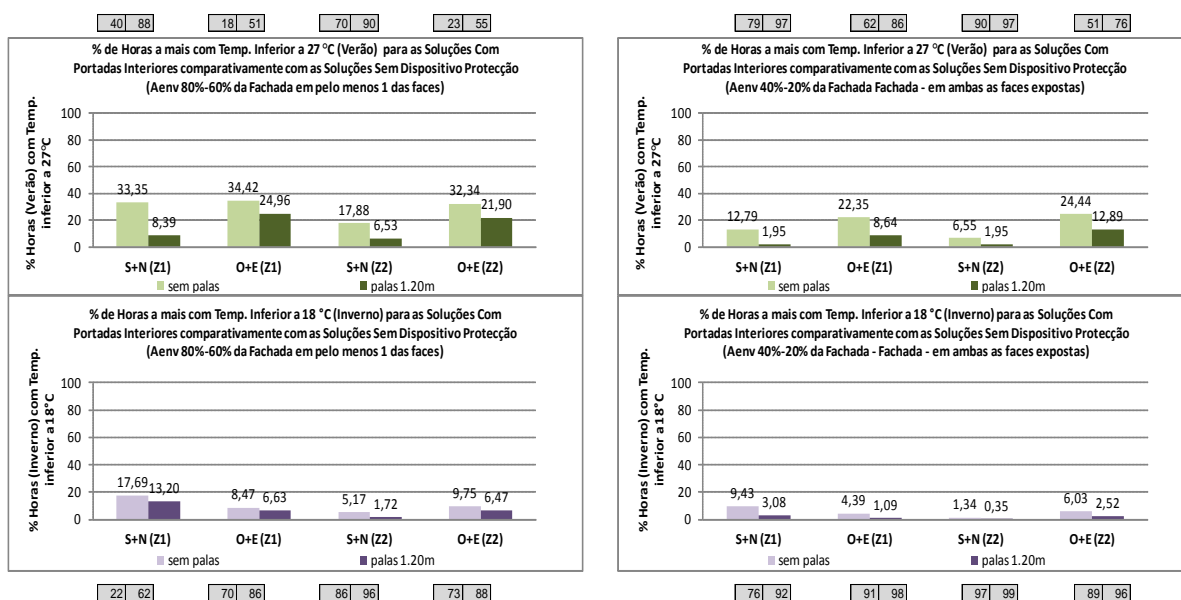 40 88 18 51 70 90 23 55
% de Horas a mais com Temp. Inferior a 27 °C (Verão) para as Soluções Com
Portadas Interiores comparativamente com as Soluções Sem Dispositivo Protecção
(Aenv 80%-60% da Fachada em pelo menos 1 das faces)
% Horas (Verão) com Temp.
inferior a 27°C
100
80
60
40
20
0
33,35 8,39 34,42 24,96 17,88 6,53 32,34 21,90
S+N (Z1) O+E (Z1) S+N (Z2) O+E (Z2)
sem palas palas 1.20m
% de Horas a mais com Temp. Inferior a 18 °C (Inverno) para as Soluções Com
Portadas Interiores comparativamente com as Soluções Sem Dispositivo Protecção
(Aenv 80%-60% da Fachada em pelo menos 1 das faces)
% Horas (Inverno) com Temp.
inferior a 18°C
100
80
60
40
20
0
17,69 13,20 8,47 6,63 5,17 1,72 9,75 6,47
S+N (Z1) O+E (Z1) S+N (Z2) O+E (Z2)
sem palas palas 1.20m
22 62 70 86 86 96 73 88
79 97 62 86 90 97 51 76
% de Horas a mais com Temp. Inferior a 27 °C (Verão) para as Soluções Com
Portadas Interiores comparativamente com as Soluções Sem Dispositivo Protecção
(Aenv 40%-20% da Fachada Fachada - em ambas as faces expostas)
% Horas (Verão) com Temp.
inferior a 27°C
100
80
60
40
20
0
12,79 1,95 22,35 8,64 6,55 1,95 24,44 12,89
S+N (Z1) O+E (Z1) S+N (Z2) O+E (Z2)
sem palas palas 1.20m
% de Horas a mais com Temp. Inferior a 18 °C (Inverno) para as Soluções Com
Portadas Interiores comparativamente com as Soluções Sem Dispositivo Protecção
(Aenv 40%-20% da Fachada - Fachada - em ambas as faces expostas)
% Horas (Inverno) com Temp.
inferior a 18°C
100
80
60
40
20
0
9,43 3,08 4,39 1,09 1,34 0,35 6,03 2,52
S+N (Z1) O+E (Z1) S+N (Z2) O+E (Z2)
sem palas palas 1.20m
76 92 91 98 97 99 89 96